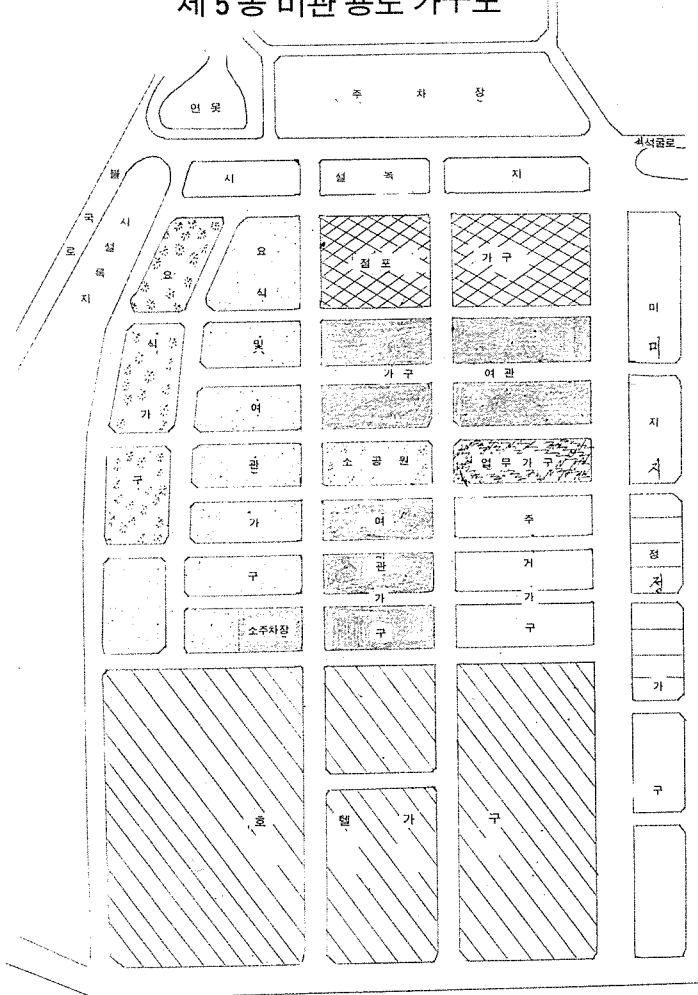 제 5 종 미관 용도 가구도
연 못
주 차 장
석굴로
불 국 로
시 설 녹 지
시 설 녹 지
요 식 가 구
요 식 및 여 관 가 구
점 포 가 구
가 구 여 관
소 공 원
업 무 가 구
여 관 가 구
주 거 가 구
소주차장
미 지 정 가 구
미 지 정
호 텔 가 구